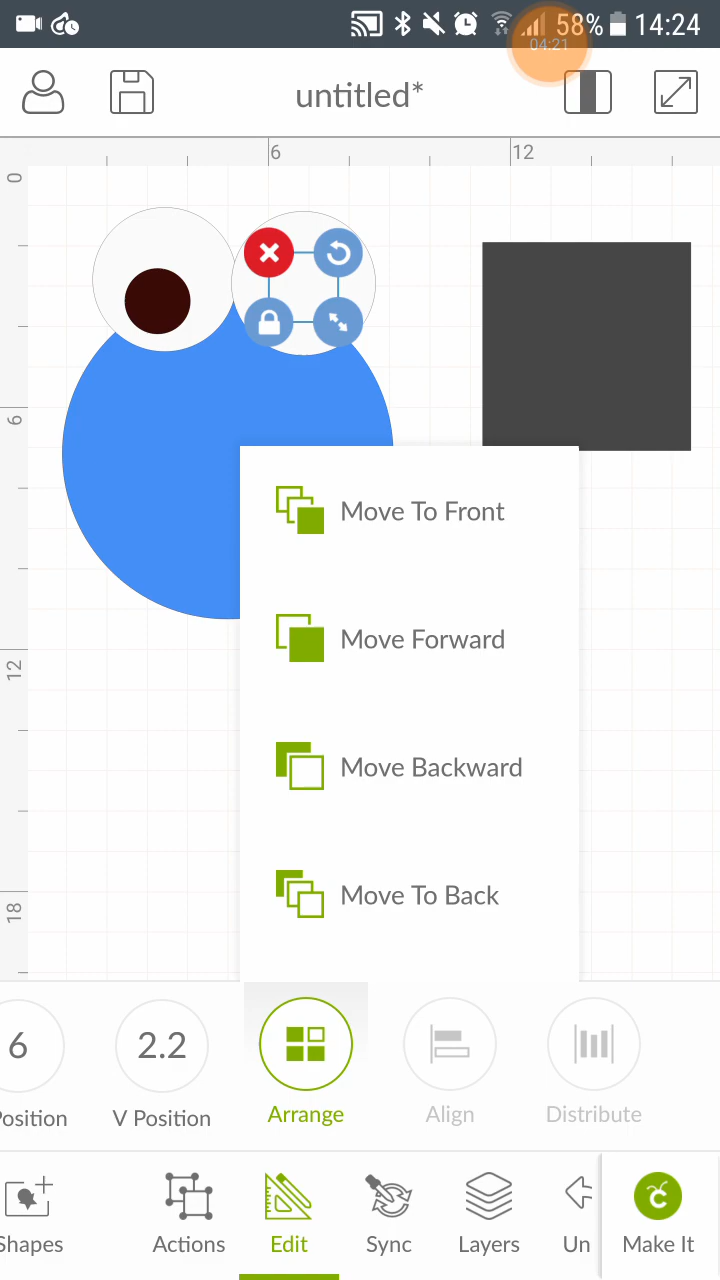 58% 14:24
04:21
untitled*
6 12
0
6
12
18
Move To Front
Move Forward
Move Backward
Move To Back
6 2.2
Position V Position Arrange Align Distribute
Shapes Actions Edit Sync Layers Un Make It